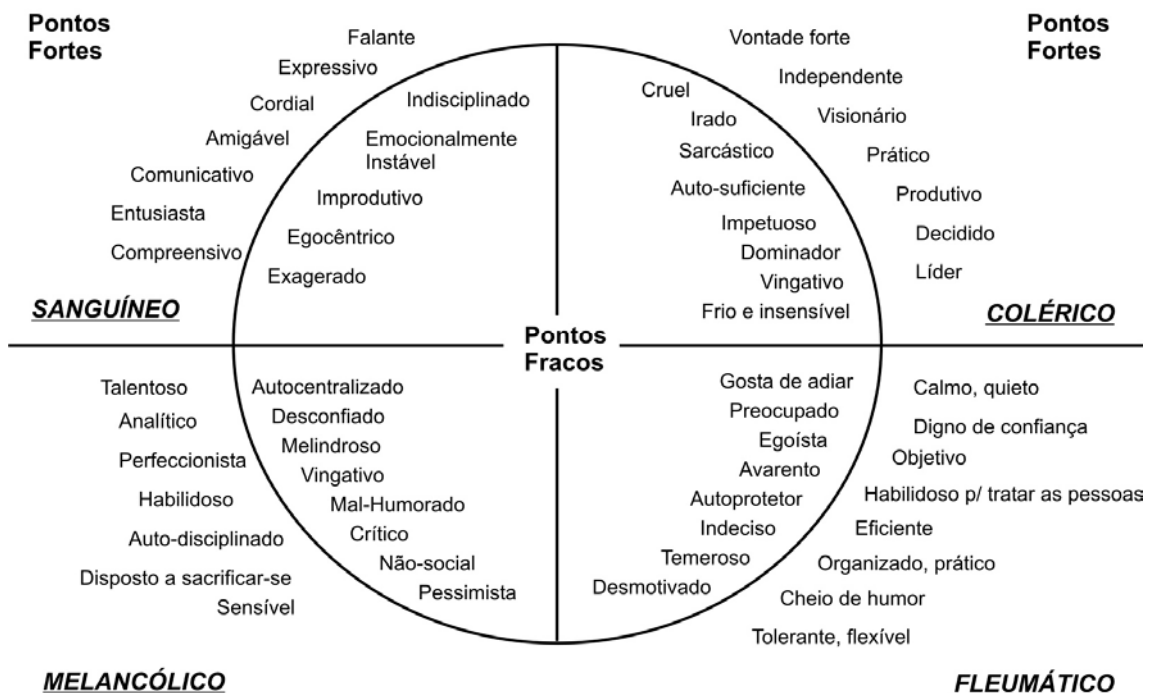 Pontos
Fortes
Falante
Expressivo
Cordial
Amigável
Comunicativo
Entusiasta
Compreensivo
Indisciplinado
Emocionalmente
Instável
Improdutivo
Egocêntrico
Exagerado
SANGUÍNEO
Pontos
Fortes
Vontade forte
Independente
Visionário
Prático
Produtivo
Decidido
Líder
Cruel
Irado
Sarcástico
Auto-suficiente
Impetuoso
Dominador
Vingativo
Frio e insensível
COLÉRICO
Pontos
Fracos
Talentoso
Analítico
Perfeccionista
Habilidoso
Auto-disciplinado
Disposto a sacrificar-se
Sensível
Autocentralizado
Desconfiado
Melindroso
Vingativo
Mal-Humorado
Crítico
Não-social
Pessimista
MELANCÓLICO
Gosta de adiar
Preocupado
Egoísta
Avarento
Autoprotetor
Indeciso
Temeroso
Desmotivado
Calmo, quieto
Digno de confiança
Objetivo
Habilidoso p/ tratar as pessoas
Eficiente
Organizado, prático
Cheio de humor
Tolerante, flexível
FLEUMÁTICO